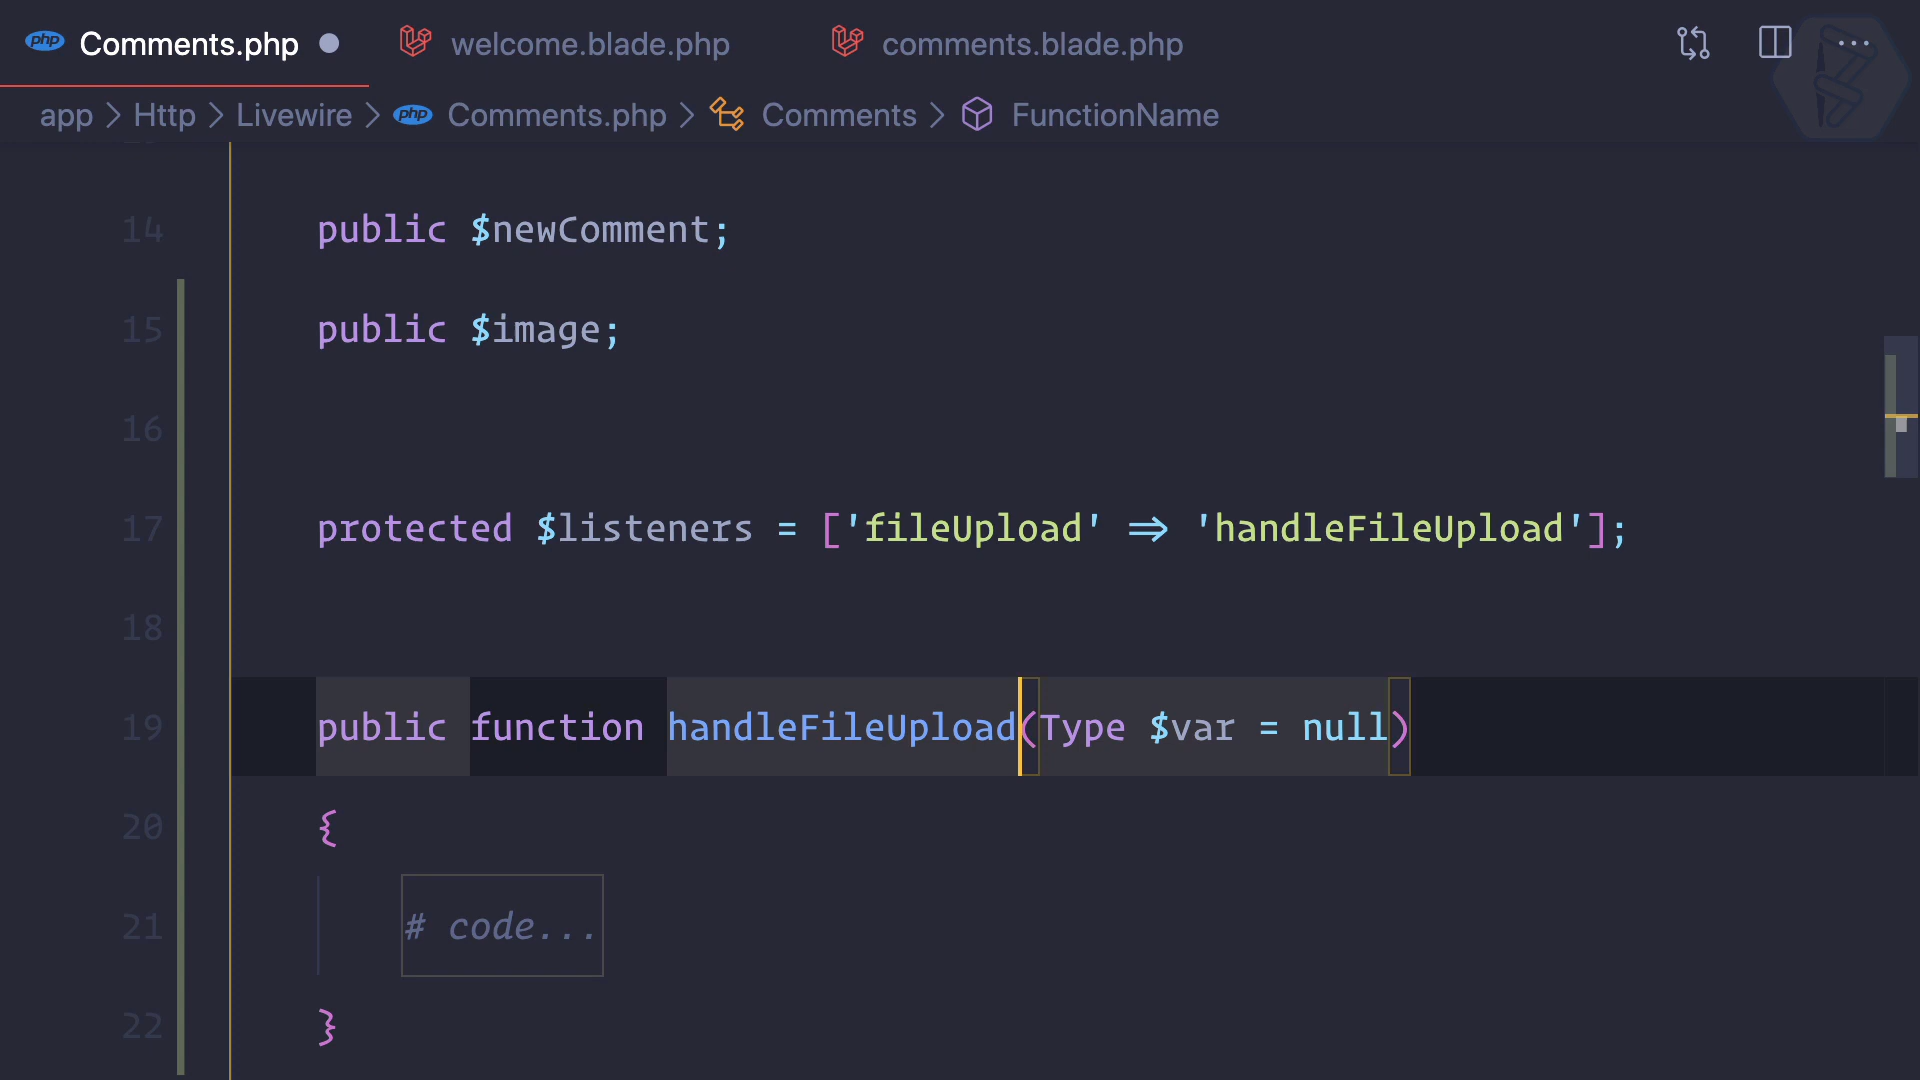 php Comments.php welcome.blade.php comments.blade.php
app > Http > Livewire > php Comments.php > Comments > FunctionName
14 public $newComment;
15 public $image;
16
17 protected $listeners = ['fileUpload' => 'handleFileUpload'];
18
19 public function handleFileUpload(Type $var = null)
20 {
21 # code...
22 }